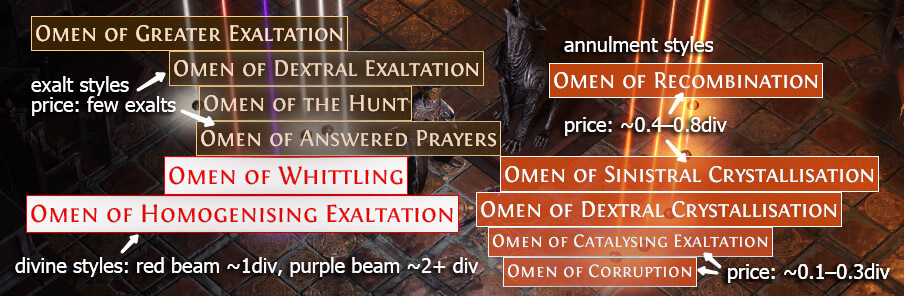 OMEN OF GREATER EXALTATION
OMEN OF DEXTRAL EXALTATION
exalt styles
price: few exalts
OMEN OF THE HUNT
OMEN OF ANSWERED PRAYERS
OMEN OF WHITTLING
OMEN OF HOMOGENISING EXALTATION
divine styles: red beam ~1div, purple beam ~2+ div
annulment styles
OMEN OF RECOMBINATION
price: ~0.4–0.8div
OMEN OF SINISTRAL CRYSTALLISATION
OMEN OF DEXTRAL CRYSTALLISATION
OMEN OF CATALYSING EXALTATION
OMEN OF CORRUPTION
price: ~0.1–0.3div